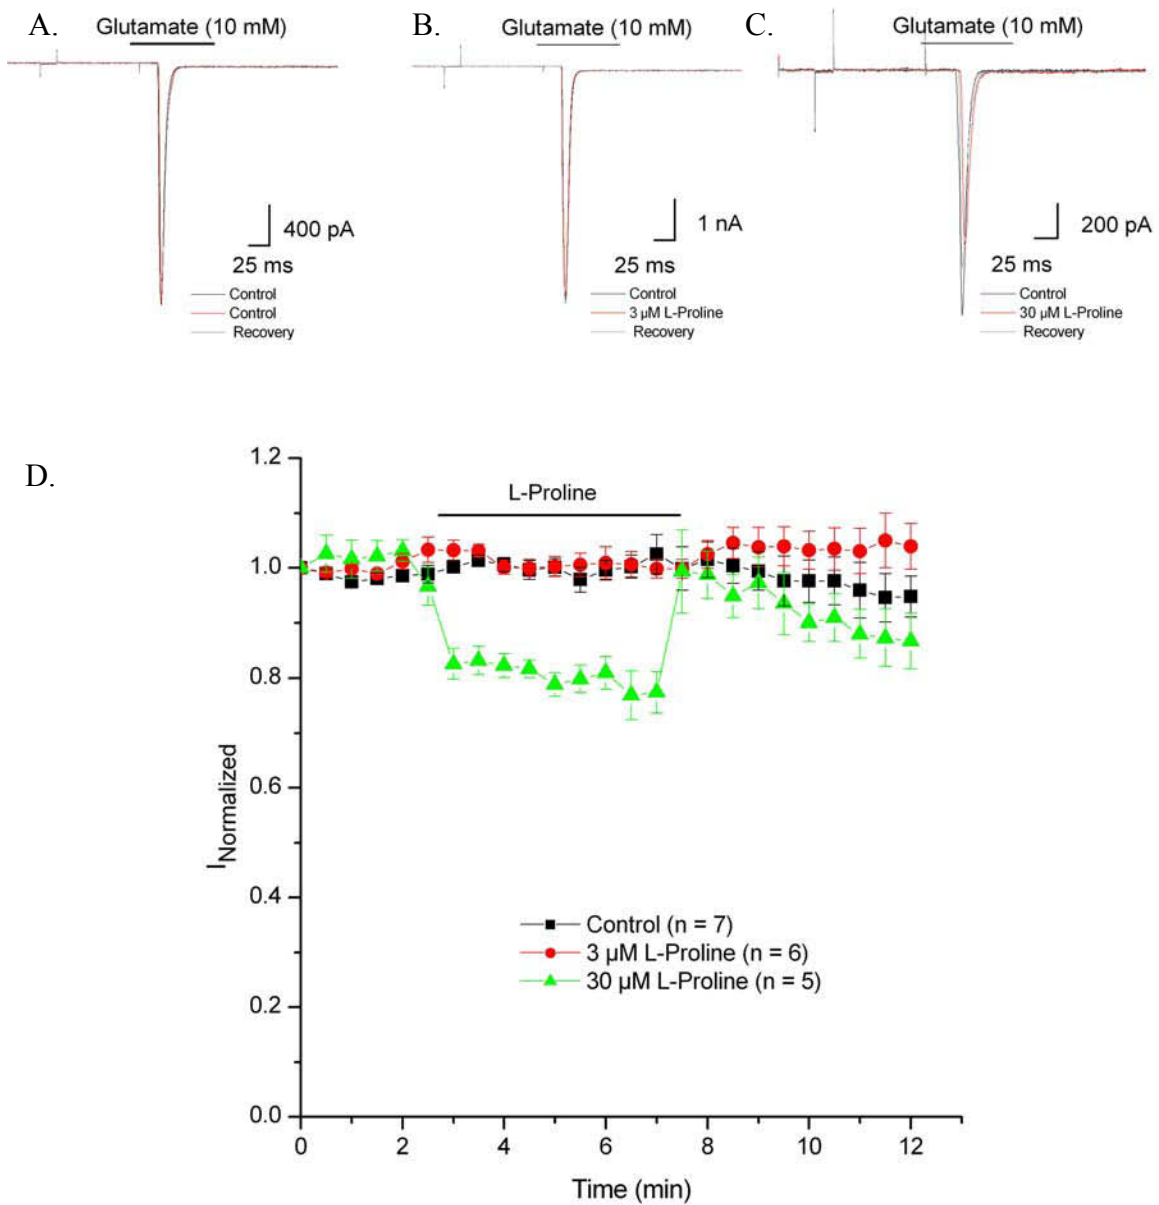 A.
Glutamate (10 mM)
400 pA
25 ms
Control
Control
Recovery
B.
Glutamate (10 mM)
1 nA
25 ms
Control
3 µM L-Proline
Recovery
C.
Glutamate (10 mM)
200 pA
25 ms
Control
30 µM L-Proline
Recovery
D.
1.2
1.0
0.8
0.6
0.4
0.2
0.0
I Normalized
L-Proline
Control (n = 7)
3 µM L-Proline (n = 6)
30 µM L-Proline (n = 5)
0 2 4 6 8 10 12
Time (min)